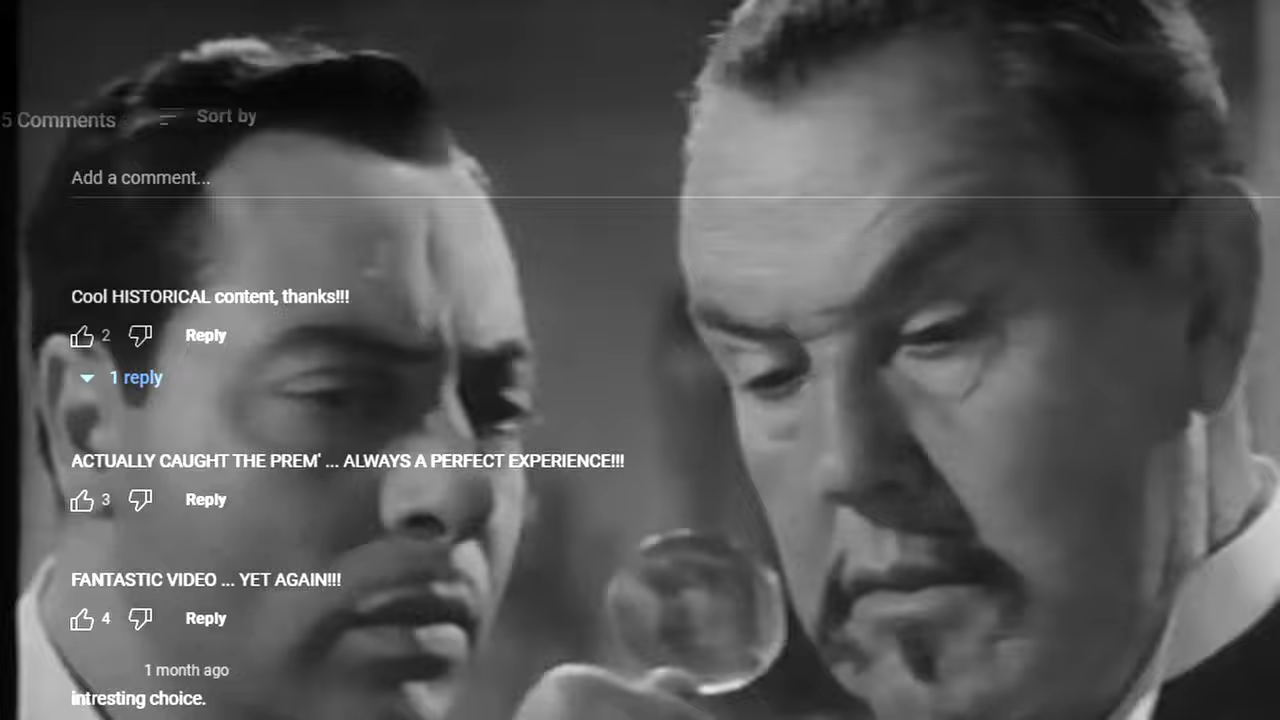 5 Comments Sort by
Add a comment...
Cool HISTORICAL content, thanks!!!
2 Reply
1 reply
ACTUALLY CAUGHT THE PREM' ... ALWAYS A PERFECT EXPERIENCE!!!
3 Reply
FANTASTIC VIDEO ... YET AGAIN!!!
4 Reply
1 month ago
intresting choice.